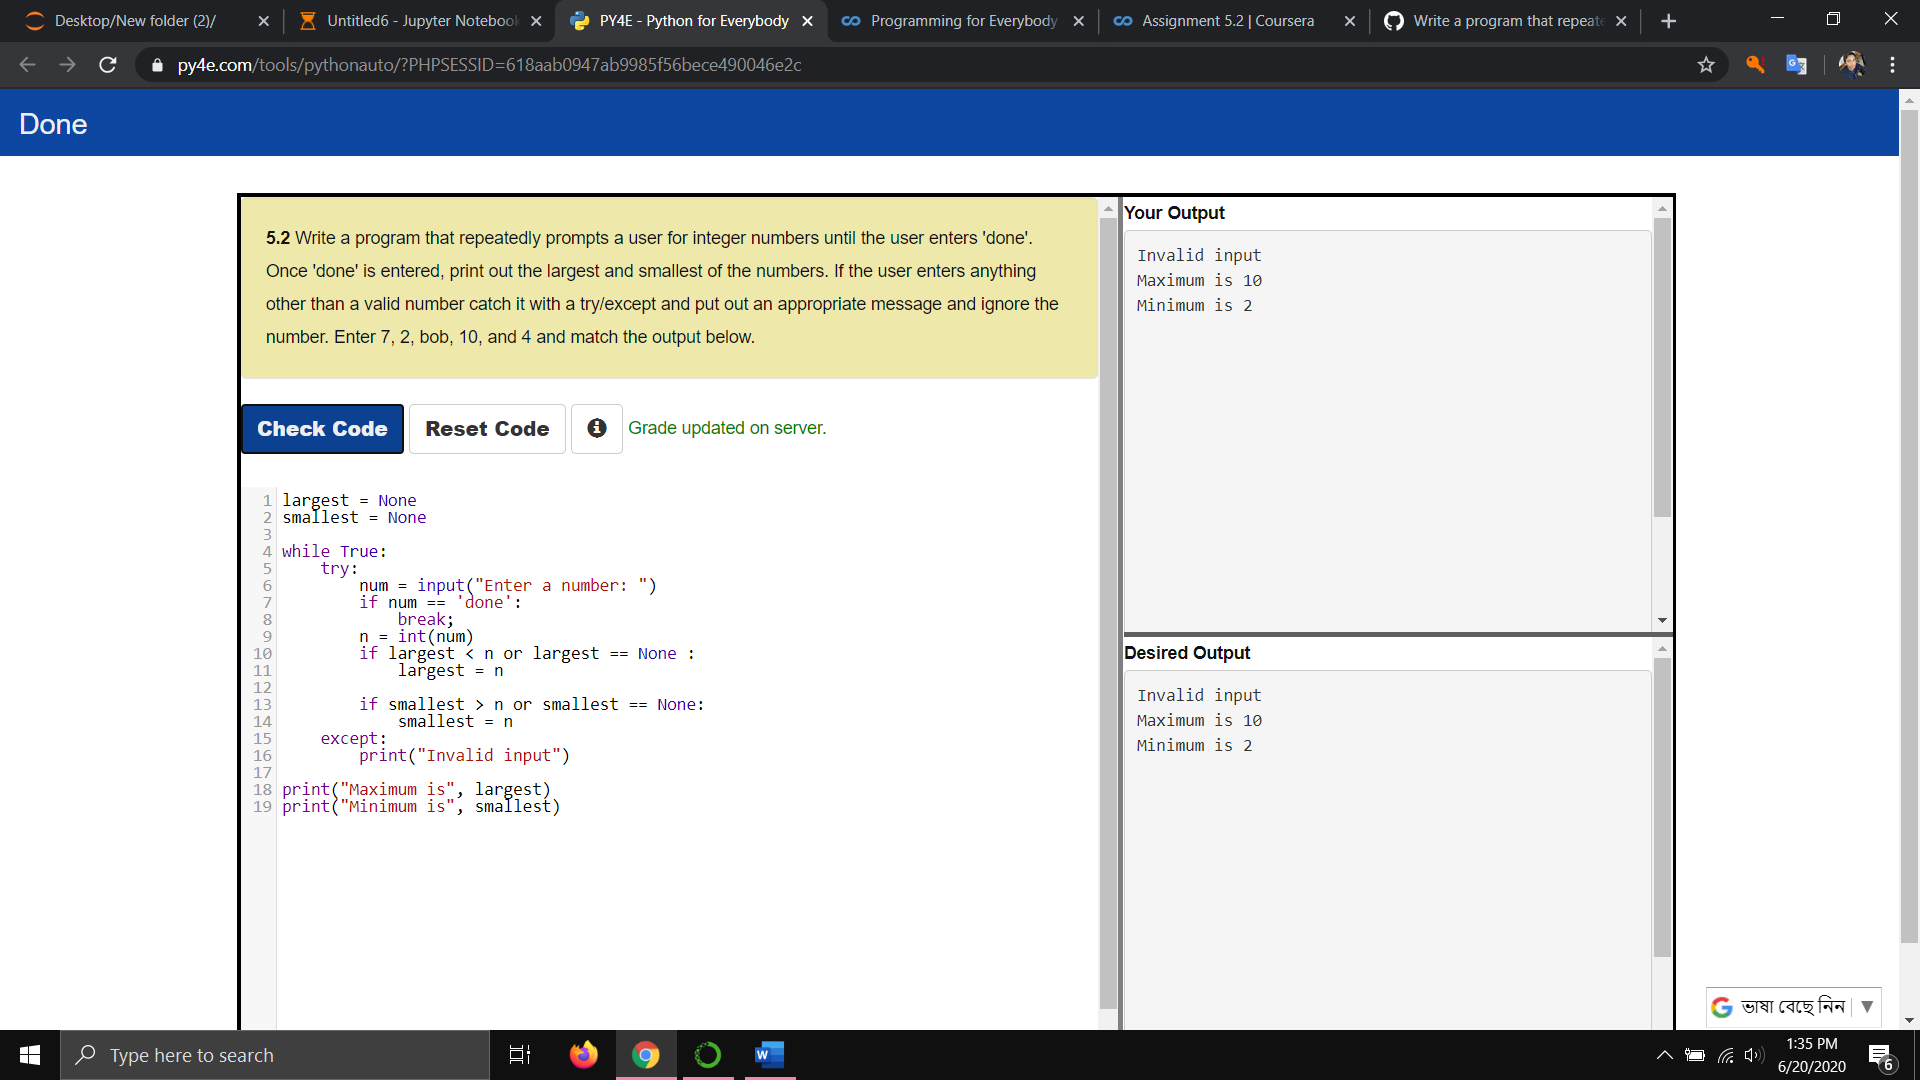 Desktop/New folder (2)/
Untitled6 - Jupyter Notebook
PY4E - Python for Everybody
Programming for Everybody
Assignment 5.2 | Coursera
Write a program that repeate
py4e.com/tools/pythonauto/?PHPSESSID=618aab0947ab9985f56bece490046e2c
Done
5.2 Write a program that repeatedly prompts a user for integer numbers until the user enters 'done'.
Once 'done' is entered, print out the largest and smallest of the numbers. If the user enters anything
other than a valid number catch it with a try/except and put out an appropriate message and ignore the
number. Enter 7, 2, bob, 10, and 4 and match the output below.
Check Code
Reset Code
Grade updated on server.
1 largest = None
2 smallest = None
3
4 while True:
5     try:
6         num = input("Enter a number: ")
7         if num == 'done':
8             break;
9         n = int(num)
10         if largest < n or largest == None :
11             largest = n
12
13         if smallest > n or smallest == None:
14             smallest = n
15     except:
16         print("Invalid input")
17
18 print("Maximum is", largest)
19 print("Minimum is", smallest)
Your Output
Invalid input
Maximum is 10
Minimum is 2
Desired Output
Invalid input
Maximum is 10
Minimum is 2
ভাষা বেছে নিন
Type here to search
1:35 PM
6/20/2020
6